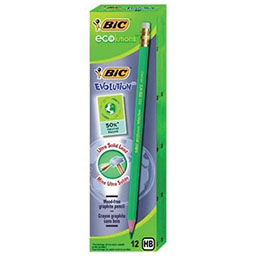 BIC
ecolutions
BIC
EVOLUTION
50%*
Ultra Solid Lead
Mine Ultra Solide
Wood-free
graphite pencil
Crayon graphite
sans bois
12 HB